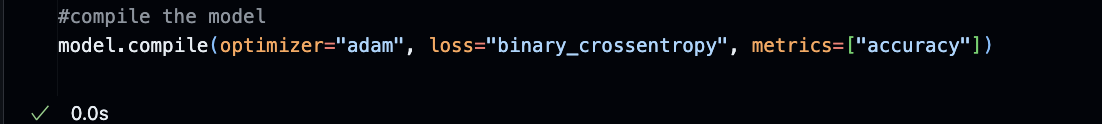 #compile the model
model.compile(optimizer="adam", loss="binary_crossentropy", metrics=["accuracy"])
0.0s